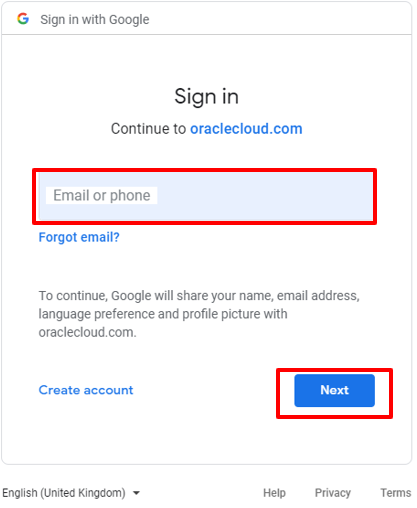 Sign in with Google
Sign in
Continue to oraclecloud.com
Email or phone
Forgot email?
To continue, Google will share your name, email address,
language preference and profile picture with
oraclecloud.com.
Create account Next
English (United Kingdom) Help Privacy Terms